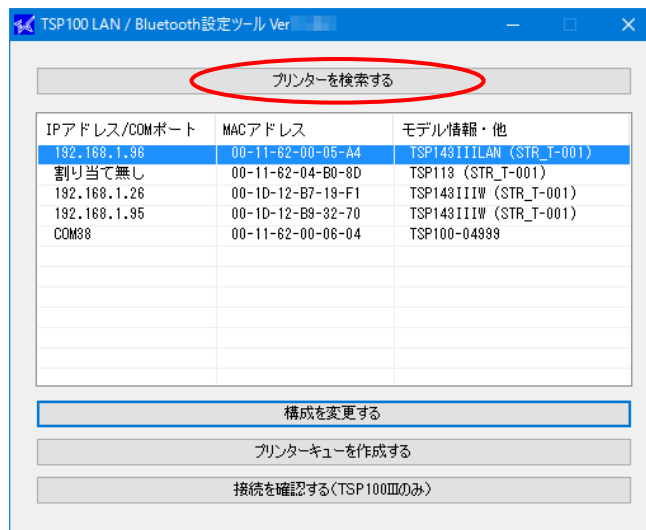 TSP100 LAN / Bluetooth設定ツール Ver
プリンターを検索する
IPアドレス/COMポート MACアドレス モデル情報・他
192.168.1.96 00-11-62-00-05-A4 TSP143IIILAN (STR_T-001)
割り当て無し 00-11-62-04-B0-8D TSP113 (STR_T-001)
192.168.1.26 00-1D-12-B7-19-F1 TSP143IIIW (STR_T-001)
192.168.1.95 00-1D-12-B9-32-70 TSP143IIIW (STR_T-001)
COM38 00-11-62-00-06-04 TSP100-04999
構成を変更する
プリンターキューを作成する
接続を確認する(TSP100Ⅲのみ)